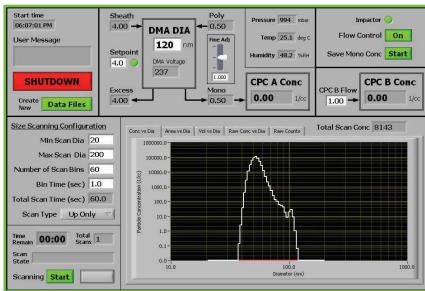 Start time
06:07:01 PM
User Message
SHUTDOWN
Create New Data Files
Sheath
4.00
Setpoint
4.0
Excess
4.00
DMA DIA
120 nm
DMA Voltage
237
Poly
0.50
Fine Adj
1.000
Mono
0.50
Pressure 994 mbar
Temp 25.1 deg C
Humidity 48.2 %RH
Impactor
Flow Control On
Save Mono Conc Start
CPC A Conc
0.00 1/cc
CPC B Flow
1.00
CPC B Conc
0.00 1/cc
Size Scanning Configuration
Min Scan Dia 20
Max Scan Dia 200
Number of Scan Bins 60
Bin Time (sec) 1.0
Total Scan Time (sec) 60.0
Scan Type Up Only
Time Remain 00:00 Total Scans 1
Scan State
Scanning Start
Conc vs Dia Area vs Dia Vol vs Dia Raw Conc vs Dia Raw Counts Total Scan Conc 8143
Particle Concentration (1/cc)
1000000.0
100000.0
10000.0
1000.0
100.0
10.0
1.0
0.1
0.0
10.0 100.0 1000.0
Diameter (nm)